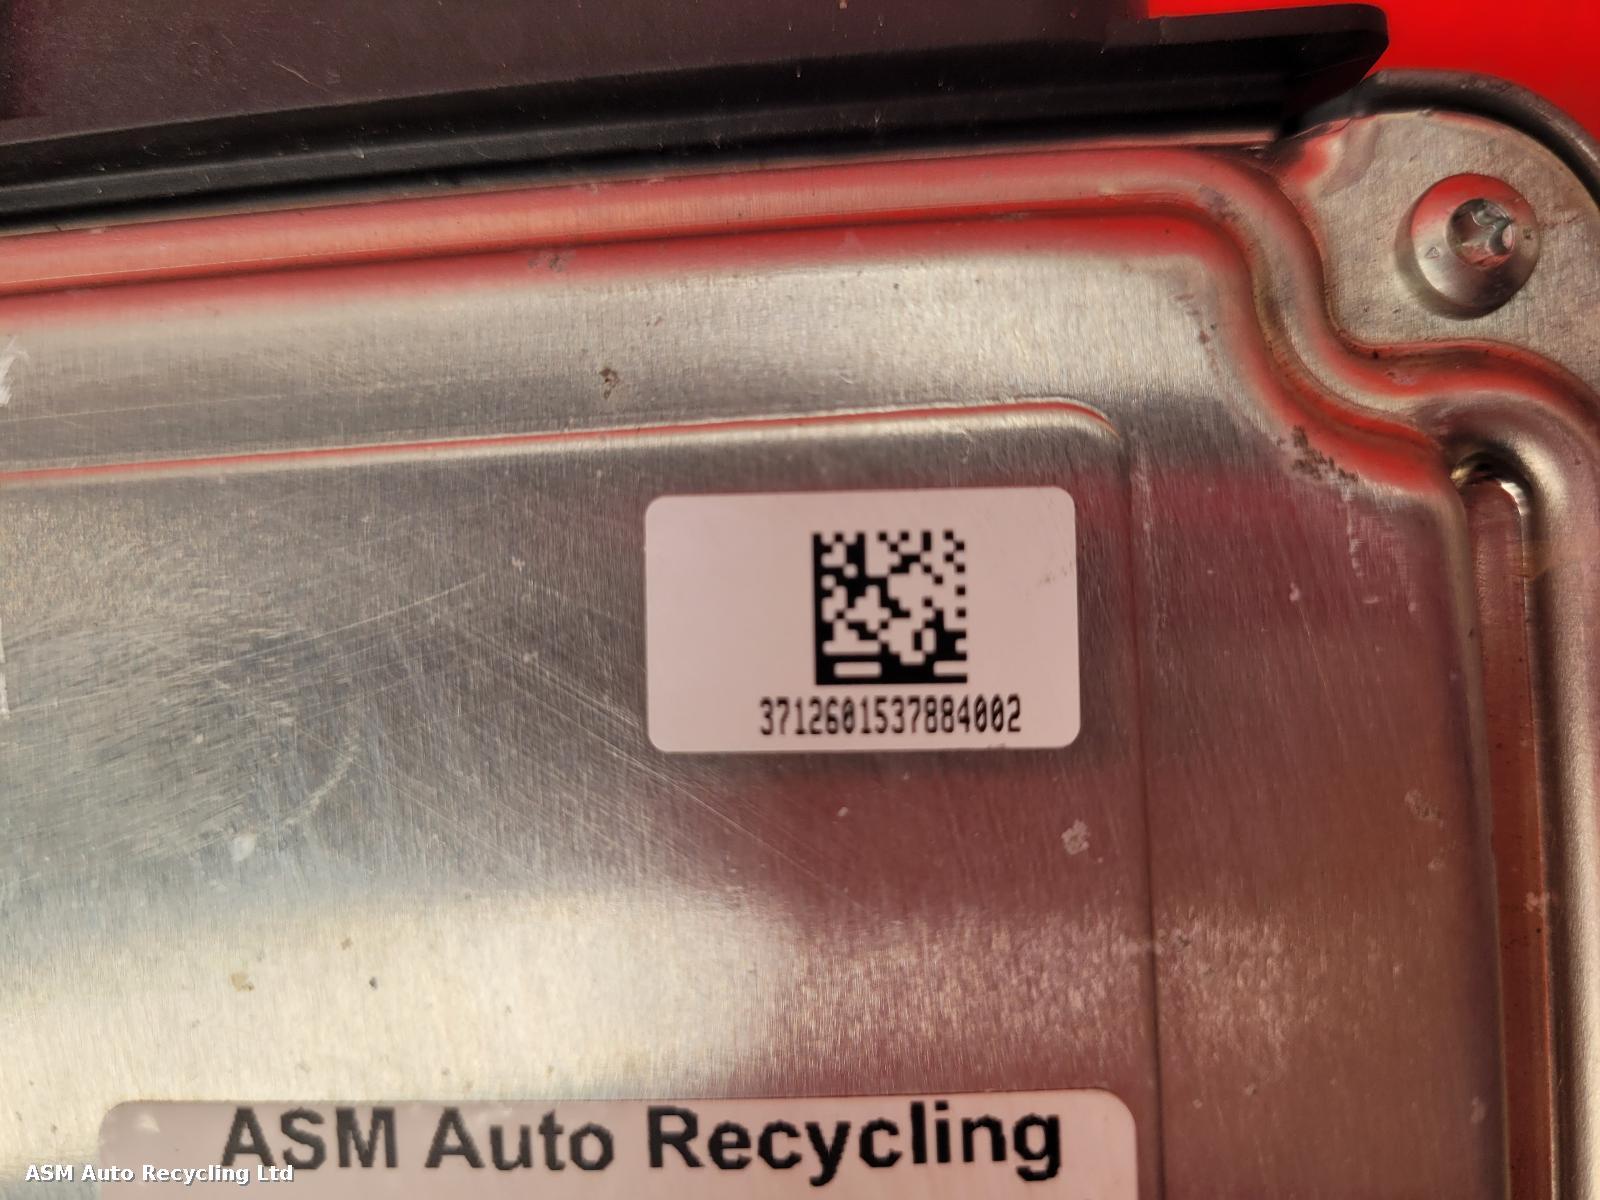 3712601537884002
ASM Auto Recycling
ASM Auto Recycling Ltd